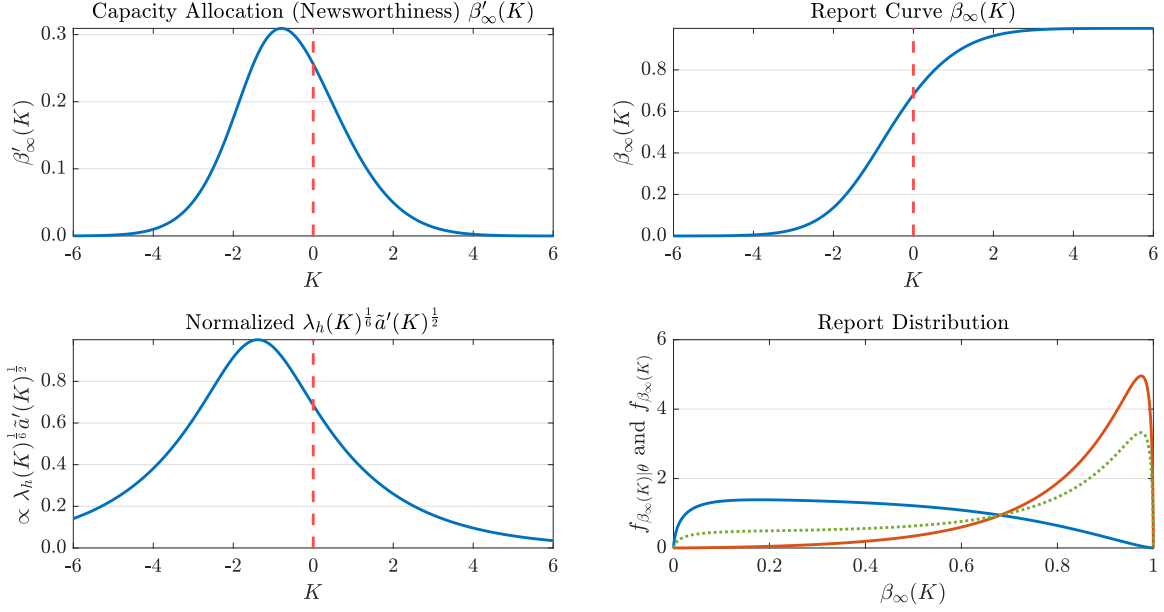 Capacity Allocation (Newsworthiness) β′∞(K)
0.3
0.2
0.1
0.0
β′∞(K)
-6 -4 -2 0 2 4 6
K
Report Curve β∞(K)
0.8
0.6
0.4
0.2
0.0
β∞(K)
-6 -4 -2 0 2 4 6
K
Normalized λh(K)^{1/6} ã′(K)^{1/2}
0.8
0.6
0.4
0.2
0.0
∝ λh(K)^{1/6} ã′(K)^{1/2}
-6 -4 -2 0 2 4 6
K
Report Distribution
6
4
2
0
fβ∞(K)|θ and fβ∞(K)
0 0.2 0.4 0.6 0.8 1
β∞(K)